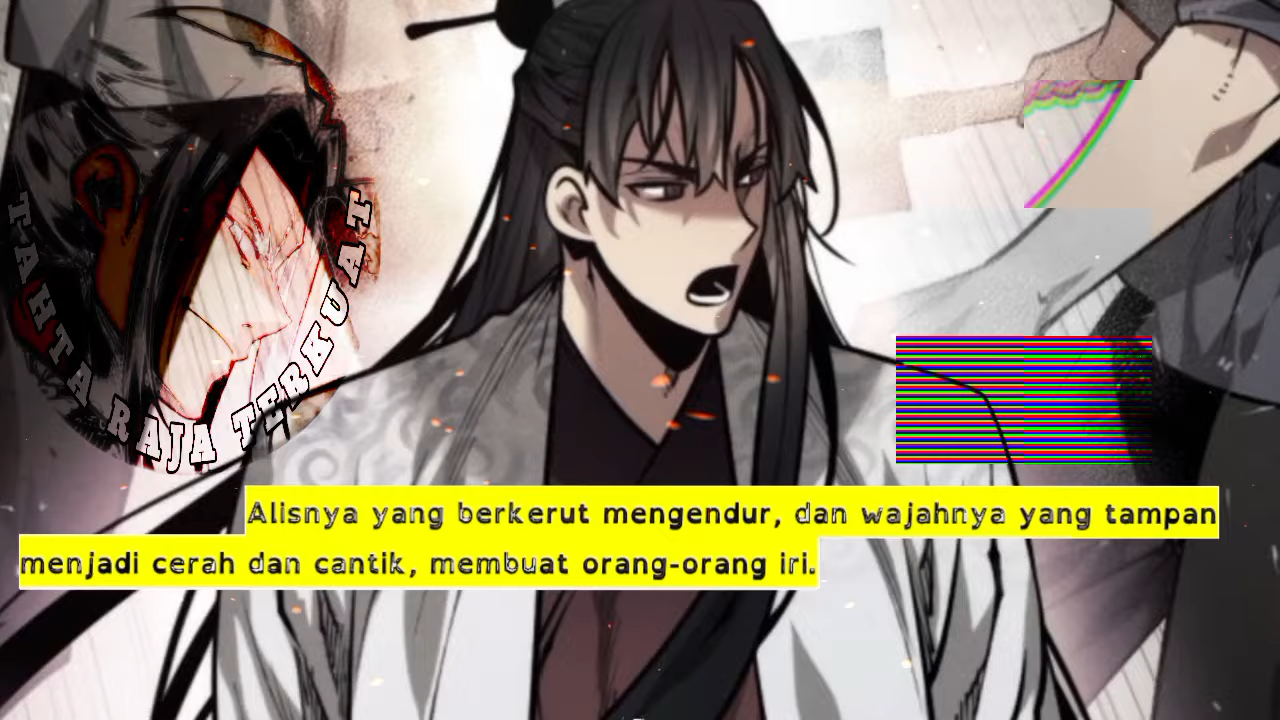 TAHTA RAJA TERKUAT
Alisnya yang berkerut mengendur, dan wajahnya yang tampan
menjadi cerah dan cantik, membuat orang-orang iri.